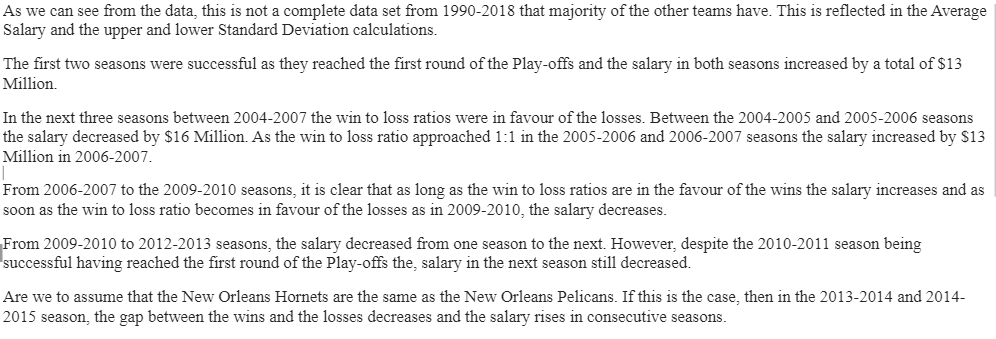 As we can see from the data, this is not a complete data set from 1990-2018 that majority of the other teams have. This is reflected in the Average
Salary and the upper and lower Standard Deviation calculations.
The first two seasons were successful as they reached the first round of the Play-offs and the salary in both seasons increased by a total of $13
Million.
In the next three seasons between 2004-2007 the win to loss ratios were in favour of the losses. Between the 2004-2005 and 2005-2006 seasons
the salary decreased by $16 Million. As the win to loss ratio approached 1:1 in the 2005-2006 and 2006-2007 seasons the salary increased by $13
Million in 2006-2007.
From 2006-2007 to the 2009-2010 seasons, it is clear that as long as the win to loss ratios are in the favour of the wins the salary increases and as
soon as the win to loss ratio becomes in favour of the losses as in 2009-2010, the salary decreases.
From 2009-2010 to 2012-2013 seasons, the salary decreased from one season to the next. However, despite the 2010-2011 season being
successful having reached the first round of the Play-offs the, salary in the next season still decreased.
Are we to assume that the New Orleans Hornets are the same as the New Orleans Pelicans. If this is the case, then in the 2013-2014 and 2014-
2015 season, the gap between the wins and the losses decreases and the salary rises in consecutive seasons.